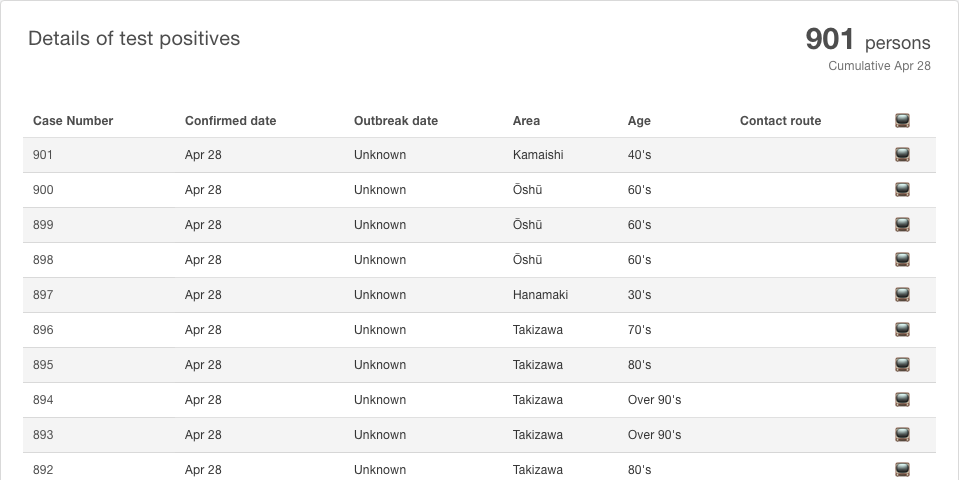 Details of test positives
901 persons
Cumulative Apr 28
Case Number Confirmed date Outbreak date Area Age Contact route
901 Apr 28 Unknown Kamaishi 40's
900 Apr 28 Unknown Ōshū 60's
899 Apr 28 Unknown Ōshū 60's
898 Apr 28 Unknown Ōshū 60's
897 Apr 28 Unknown Hanamaki 30's
896 Apr 28 Unknown Takizawa 70's
895 Apr 28 Unknown Takizawa 80's
894 Apr 28 Unknown Takizawa Over 90's
893 Apr 28 Unknown Takizawa Over 90's
892 Apr 28 Unknown Takizawa 80's